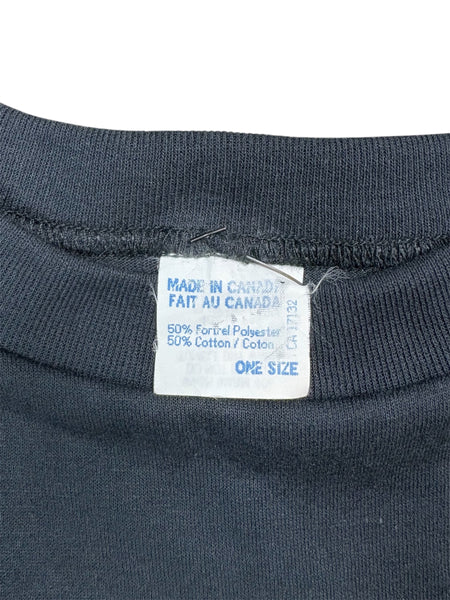 MADE IN CANADA
FAIT AU CANADA
50% Fortrel Polyester
50% Cotton / Coton
ONE SIZE
CA 17132